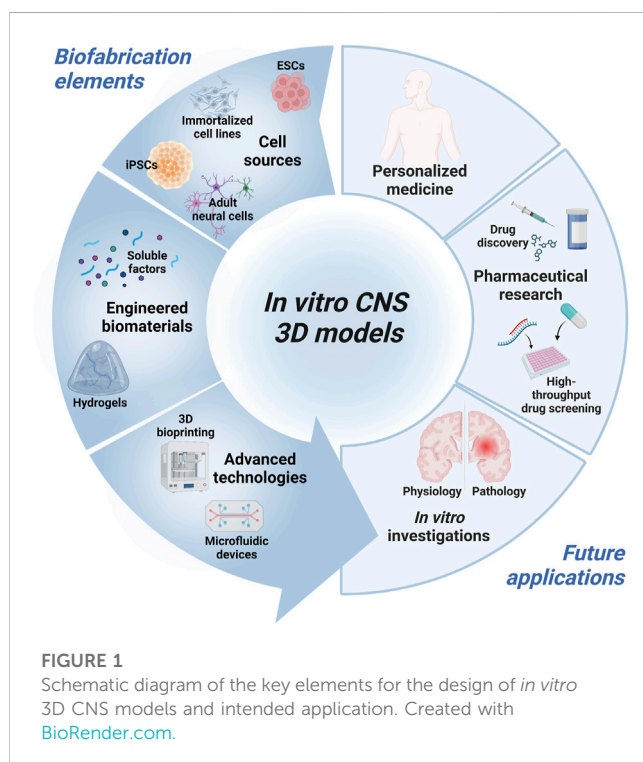 Biofabrication
elements
ESCs
Immortalized
cell lines
Cell
sources
iPSCs
Adult
neural cells
Soluble
factors
Engineered
biomaterials
Hydrogels
3D
bioprinting
Advanced
technologies
Microfluidic
devices
In vitro CNS
3D models
Personalized
medicine
Drug
discovery
Pharmaceutical
research
High-
throughput
drug screening
Physiology
Pathology
In vitro
investigations
Future
applications
FIGURE 1
Schematic diagram of the key elements for the design of in vitro
3D CNS models and intended application. Created with
BioRender.com.